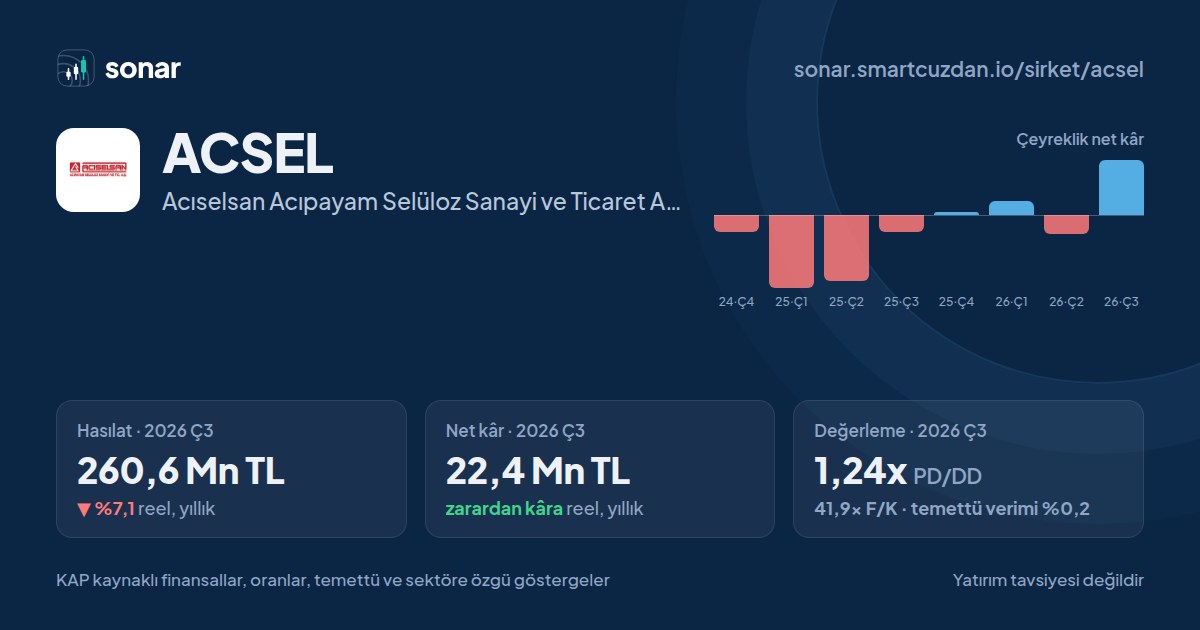 sonar
sonar.smartcuzdan.io/sirket/acsel
ACISELSAN
ACSEL
Acıselsan Acıpayam Selüloz Sanayi ve Ticaret A...
Çeyreklik net kâr
24·Ç4 25·Ç1 25·Ç2 25·Ç3 25·Ç4 26·Ç1 26·Ç2 26·Ç3
Hasılat · 2026 Ç3
260,6 Mn TL
▼ %7,1 reel, yıllık
Net kâr · 2026 Ç3
22,4 Mn TL
zarardan kâra reel, yıllık
Değerleme · 2026 Ç3
1,24x PD/DD
41,9x F/K · temettü verimi %0,2
KAP kaynaklı finansallar, oranlar, temettü ve sektöre özgü göstergeler
Yatırım tavsiyesi değildir